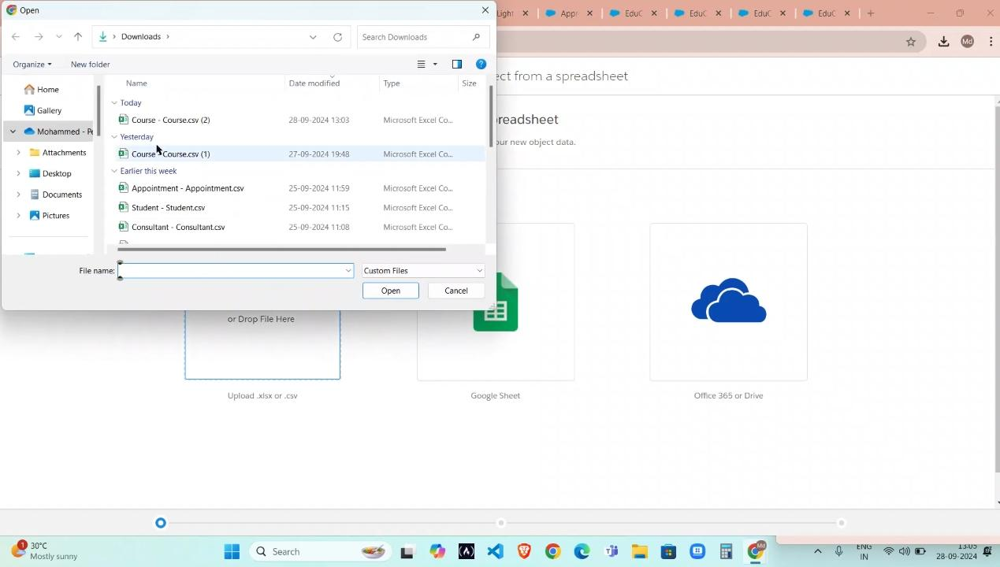 Open
Light
Appr
EduC
EduC
EduC
EduC
Downloads
Search Downloads
Md
Organize
New folder
ect from a spreadsheet
Name
Date modified
Type
Size
Home
Gallery
Mohammed - Pe
Attachments
Desktop
Documents
Pictures
Today
Course - Course.csv (2)
28-09-2024 13:03
Microsoft Excel Co...
Yesterday
Course - Course.csv (1)
27-09-2024 19:48
Microsoft Excel Co...
Earlier this week
Appointment - Appointment.csv
25-09-2024 11:59
Microsoft Excel Co...
Student - Student.csv
25-09-2024 11:15
Microsoft Excel Co...
Consultant - Consultant.csv
25-09-2024 11:08
Microsoft Excel Co...
readsheet
our new object data.
File name:
Custom Files
Open
Cancel
or Drop File Here
Upload .xlsx or .csv
Google Sheet
Office 365 or Drive
1
30°C
Mostly sunny
Search
Md
ENG
IN
13:05
28-09-2024